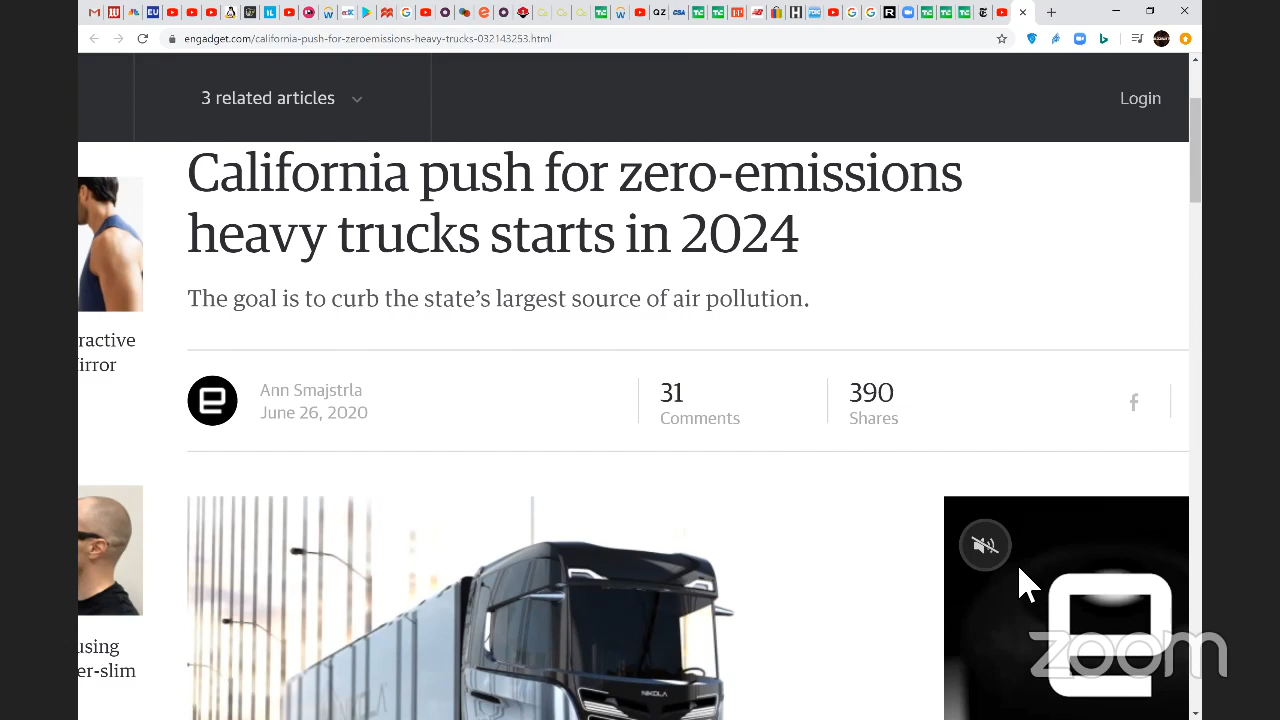 engadget.com/california-push-for-zeroemissions-heavy-trucks-032143253.html
3 related articles
Login
California push for zero-emissions
heavy trucks starts in 2024
The goal is to curb the state's largest source of air pollution.
ractive
irror
Ann Smajstrla
June 26, 2020
31
Comments
390
Shares
using
er-slim
NIKOLA
zoom